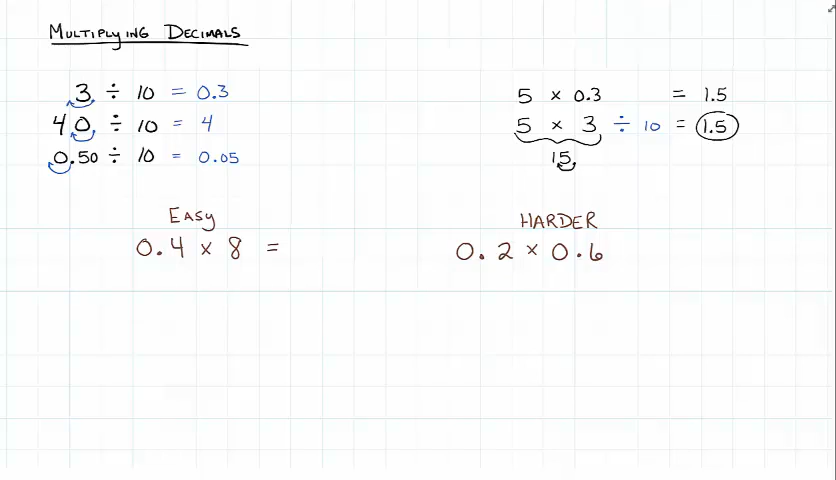 MULTIPLYING DECIMALS
3 ÷ 10 = 0.3
40 ÷ 10 = 4
0.50 ÷ 10 = 0.05
5 × 0.3 = 1.5
5 × 3 ÷ 10 = 1.5
15
EASY
0.4 × 8 =
HARDER
0.2 × 0.6